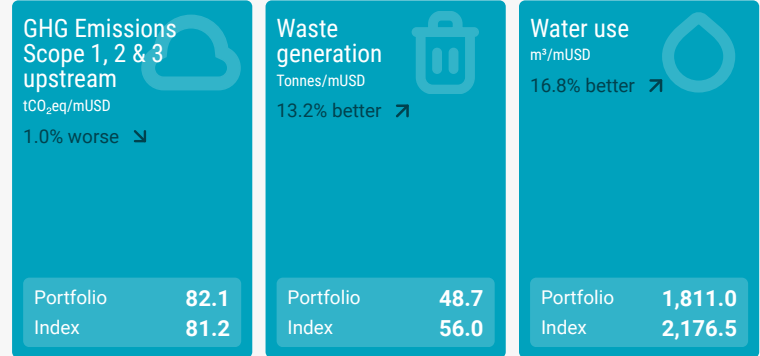 GHG Emissions
Scope 1, 2 & 3
upstream
tCO₂eq/mUSD
1.0% worse
Portfolio 82.1
Index 81.2
Waste
generation
Tonnes/mUSD
13.2% better
Portfolio 48.7
Index 56.0
Water use
m³/mUSD
16.8% better
Portfolio 1,811.0
Index 2,176.5